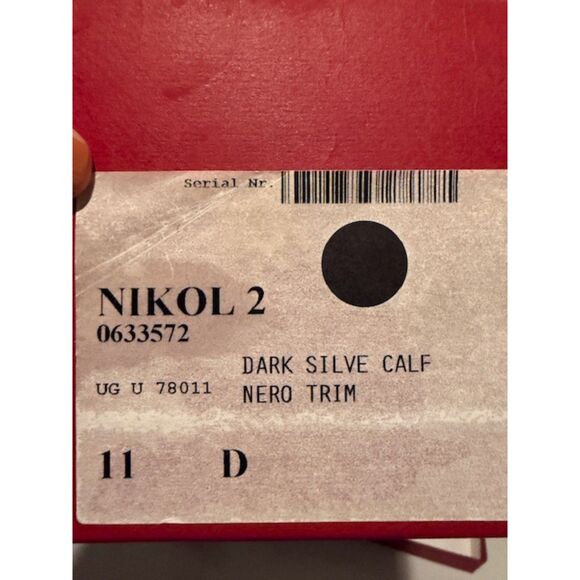 Serial Nr.
NIKOL 2
0633572
DARK SILVE CALF
UG U 78011 NERO TRIM
11 D